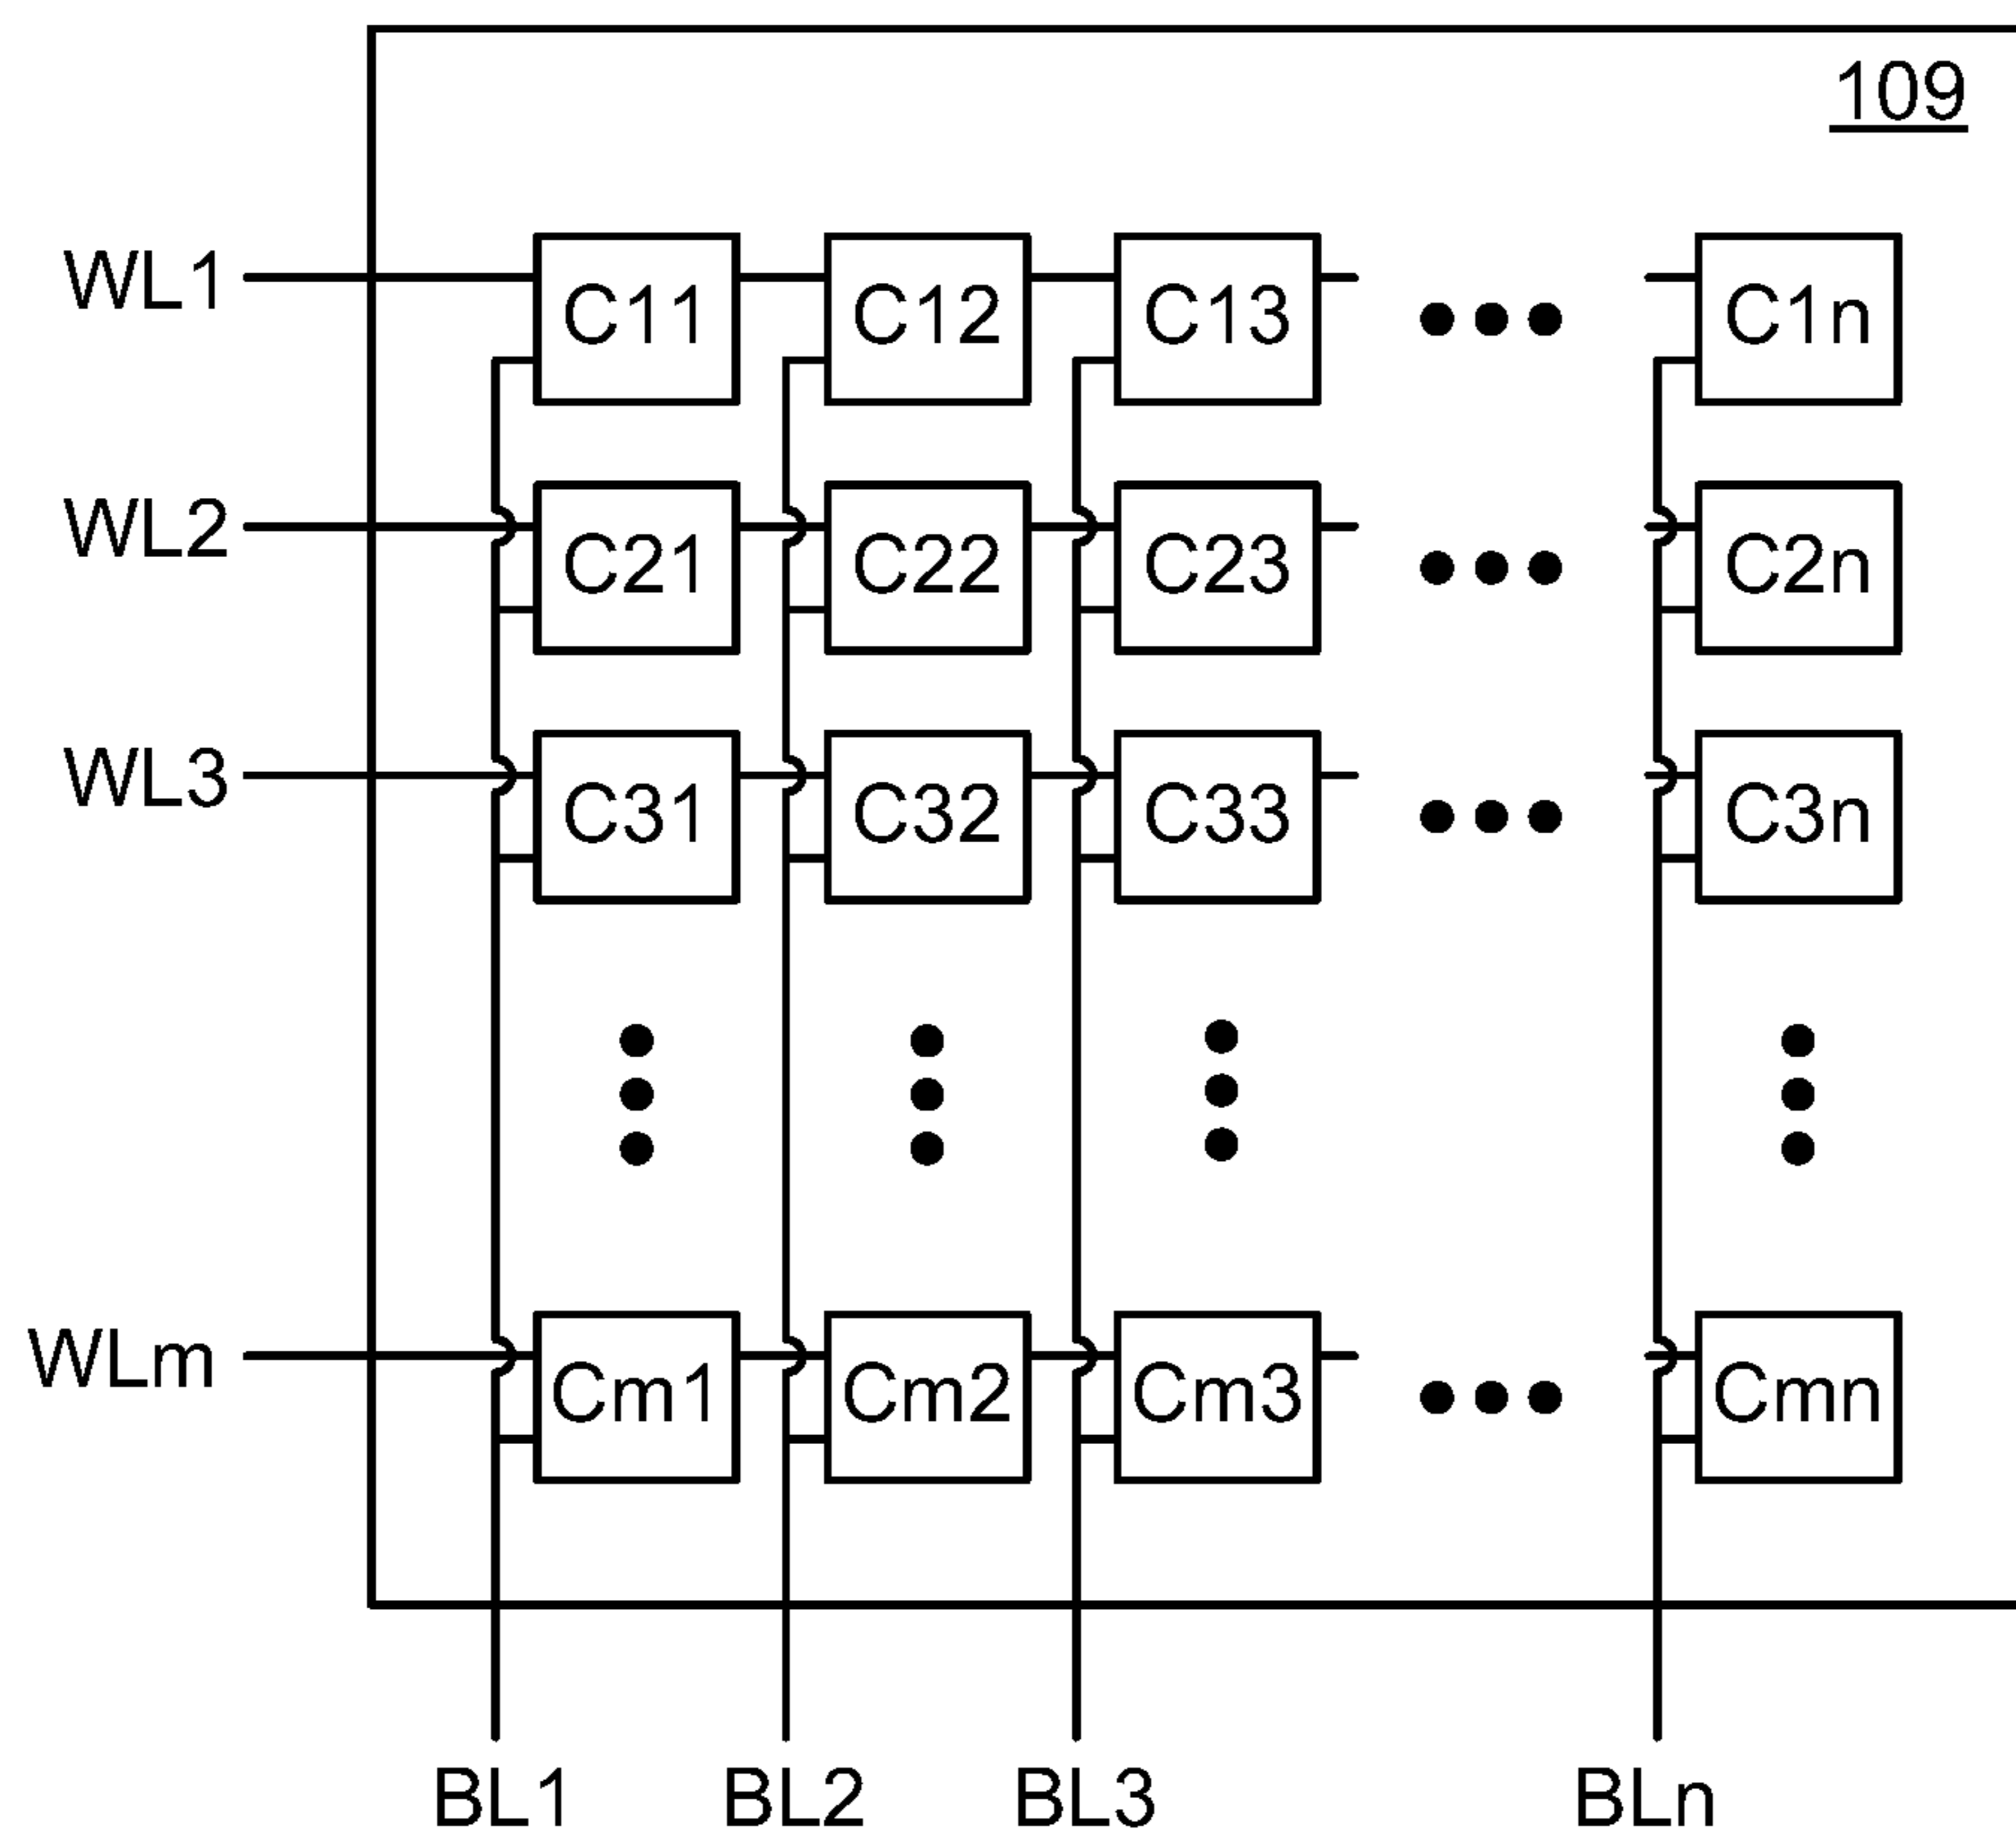 109
WL1 C11 C12 C13 C1n
WL2 C21 C22 C23 C2n
WL3 C31 C32 C33 C3n
WLm Cm1 Cm2 Cm3 Cmn
BL1 BL2 BL3 BLn